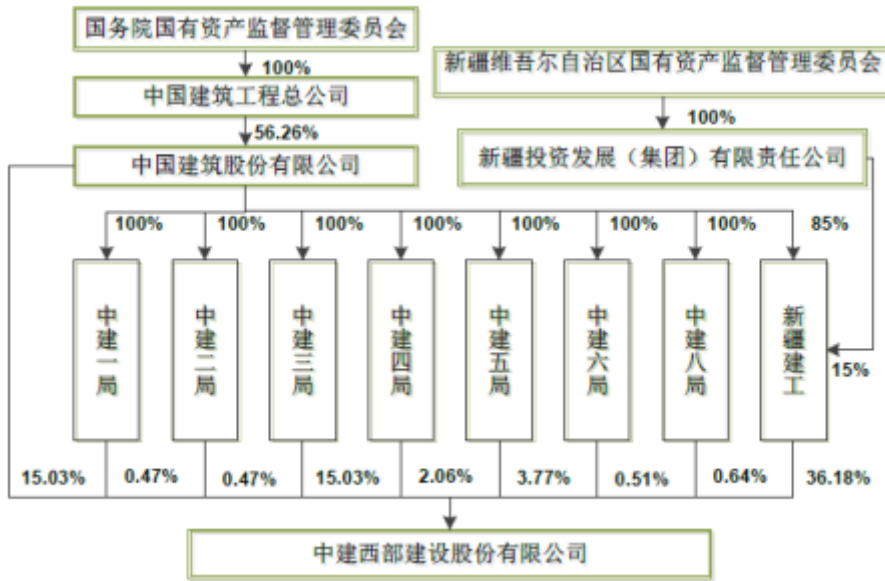 国务院国有资产监督管理委员会
新疆维吾尔自治区国有资产监督管理委员会
100%
中国建筑工程总公司
100%
56.26%
中国建筑股份有限公司
新疆投资发展（集团）有限责任公司
100% 100% 100% 100% 100% 100% 100% 85%
中建一局
中建二局
中建三局
中建四局
中建五局
中建六局
中建八局
新疆建工
15%
15.03% 0.47% 0.47% 15.03% 2.06% 3.77% 0.51% 0.64% 36.18%
中建西部建设股份有限公司